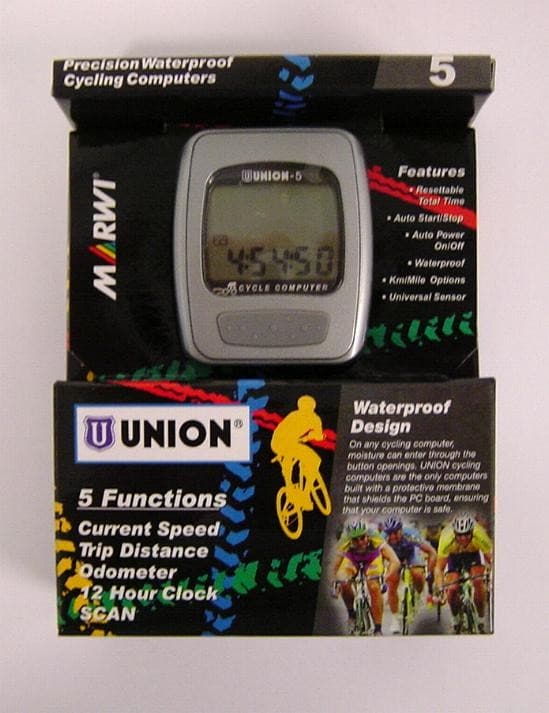 Precision Waterproof
Cycling Computers
5
MARWI®
UNION-5
4:54:50
CYCLE COMPUTER
Features
• Resettable
Total Time
• Auto Start/Stop
• Auto Power
On/Off
• Waterproof
• Km/Mile Options
• Universal Sensor
U UNION®
5 Functions
Current Speed
Trip Distance
Odometer
12 Hour Clock
SCAN
Waterproof
Design
On any cycling computer,
moisture can enter through the
button openings. UNION cycling
computers are the only computers
built with a protective membrane
that shields the PC board, ensuring
that your computer is safe.